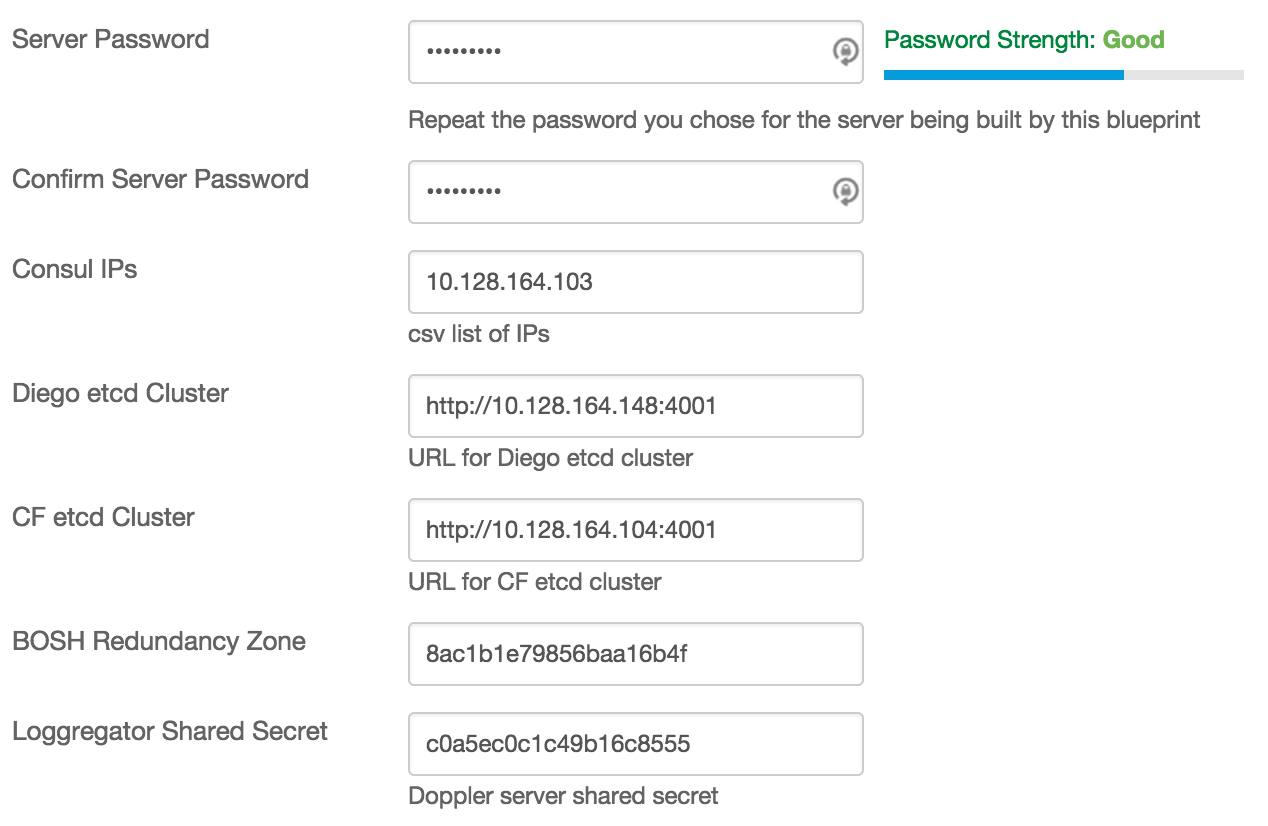 Server Password
•••••••••
Password Strength: Good
Repeat the password you chose for the server being built by this blueprint
Confirm Server Password
•••••••••
Consul IPs
10.128.164.103
csv list of IPs
Diego etcd Cluster
http://10.128.164.148:4001
URL for Diego etcd cluster
CF etcd Cluster
http://10.128.164.104:4001
URL for CF etcd cluster
BOSH Redundancy Zone
8ac1b1e79856baa16b4f
Loggregator Shared Secret
c0a5ec0c1c49b16c8555
Doppler server shared secret